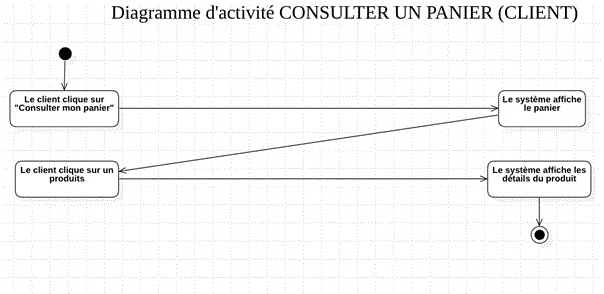 Diagramme d'activité CONSULTER UN PANIER (CLIENT)
Le client clique sur
"Consulter mon panier"
Le système affiche
le panier
Le client clique sur un
produits
Le système affiche les
détails du produit